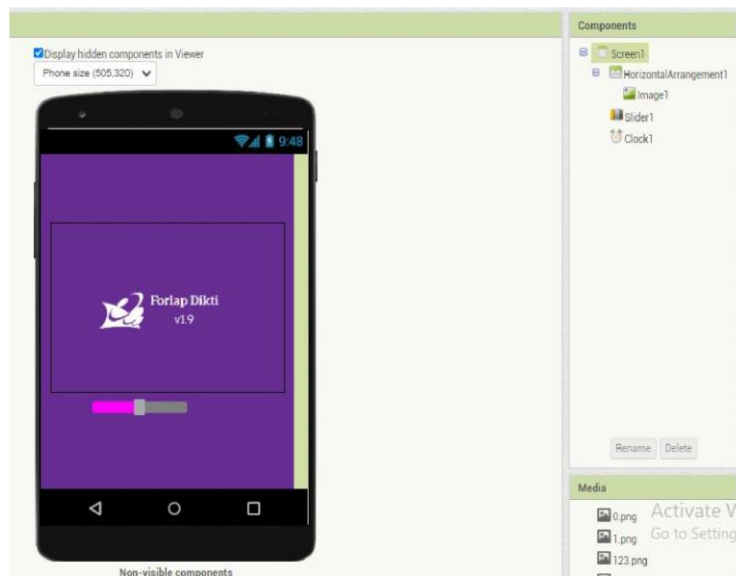 Components
Display hidden components in Viewer
Phone size (505,320)
Screen1
HorizontalArrangement1
Image1
Slider1
Clock1
9:48
Forlap Dikti
v1.9
Rename Delete
Media
0.png
1.png
123.png
Activate
Go to Setting
Non-visible components